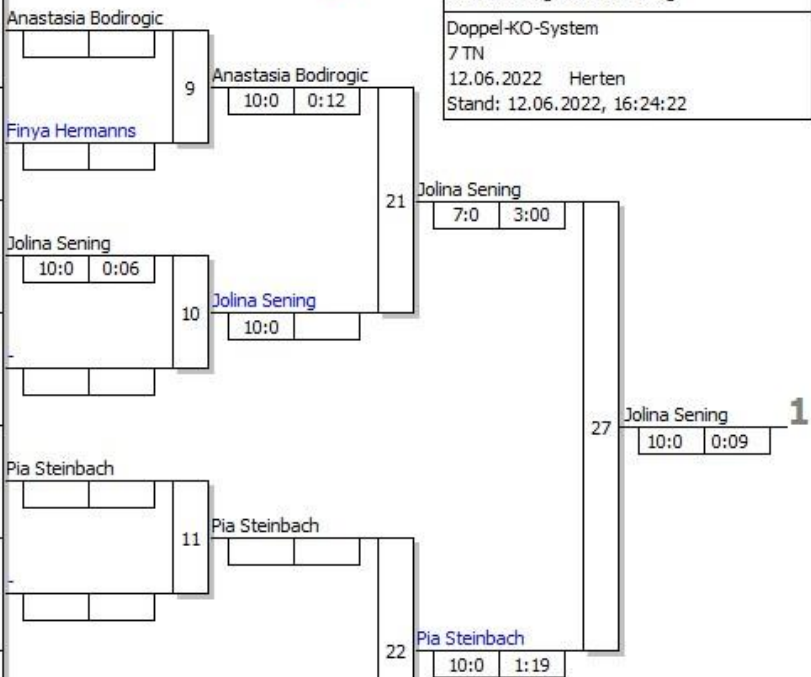 Doppel-KO-System
7 TN
12.06.2022 Herten
Stand: 12.06.2022, 16:24:22
Anastasia Bodirogic
9
Finya Hermanns
Anastasia Bodirogic
10:0 0:12
21
Jolina Sening
10:0 0:06
10
-
Jolina Sening
10:0
Jolina Sening
7:0 3:00
27
Jolina Sening
10:0 0:09
1
Pia Steinbach
11
-
Pia Steinbach
22
Pia Steinbach
10:0 1:19